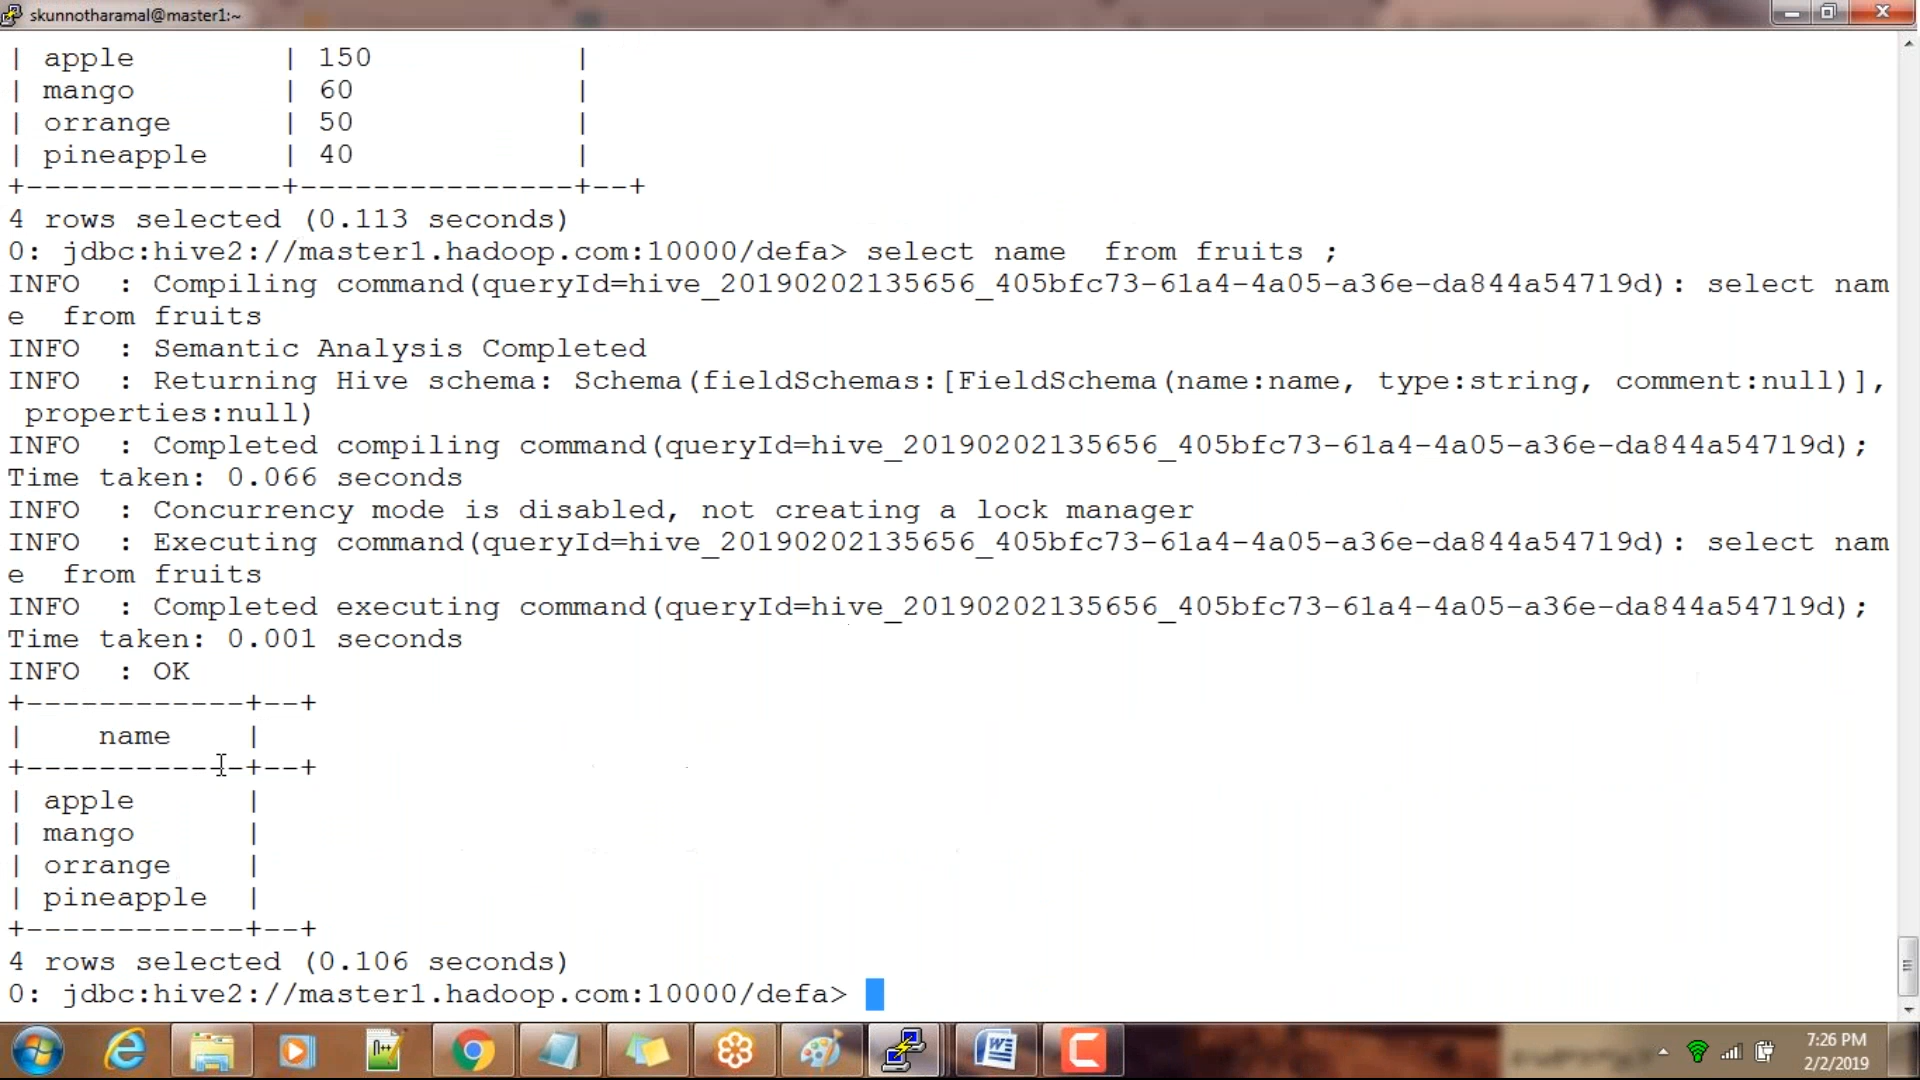 skunnotharamal@master1:~
| apple | 150 |
| mango | 60 |
| orrange | 50 |
| pineapple | 40 |
+--------------+---------------+--+
4 rows selected (0.113 seconds)
0: jdbc:hive2://master1.hadoop.com:10000/defa> select name  from fruits ;
INFO  : Compiling command(queryId=hive_20190202135656_405bfc73-61a4-4a05-a36e-da844a54719d): select nam
e  from fruits
INFO  : Semantic Analysis Completed
INFO  : Returning Hive schema: Schema(fieldSchemas:[FieldSchema(name:name, type:string, comment:null)],
 properties:null)
INFO  : Completed compiling command(queryId=hive_20190202135656_405bfc73-61a4-4a05-a36e-da844a54719d);
Time taken: 0.066 seconds
INFO  : Concurrency mode is disabled, not creating a lock manager
INFO  : Executing command(queryId=hive_20190202135656_405bfc73-61a4-4a05-a36e-da844a54719d): select nam
e  from fruits
INFO  : Completed executing command(queryId=hive_20190202135656_405bfc73-61a4-4a05-a36e-da844a54719d);
Time taken: 0.001 seconds
INFO  : OK
+------------+--+
| name |
+------------+--+
| apple |
| mango |
| orrange |
| pineapple |
+------------+--+
4 rows selected (0.106 seconds)
0: jdbc:hive2://master1.hadoop.com:10000/defa>
7:26 PM
2/2/2019